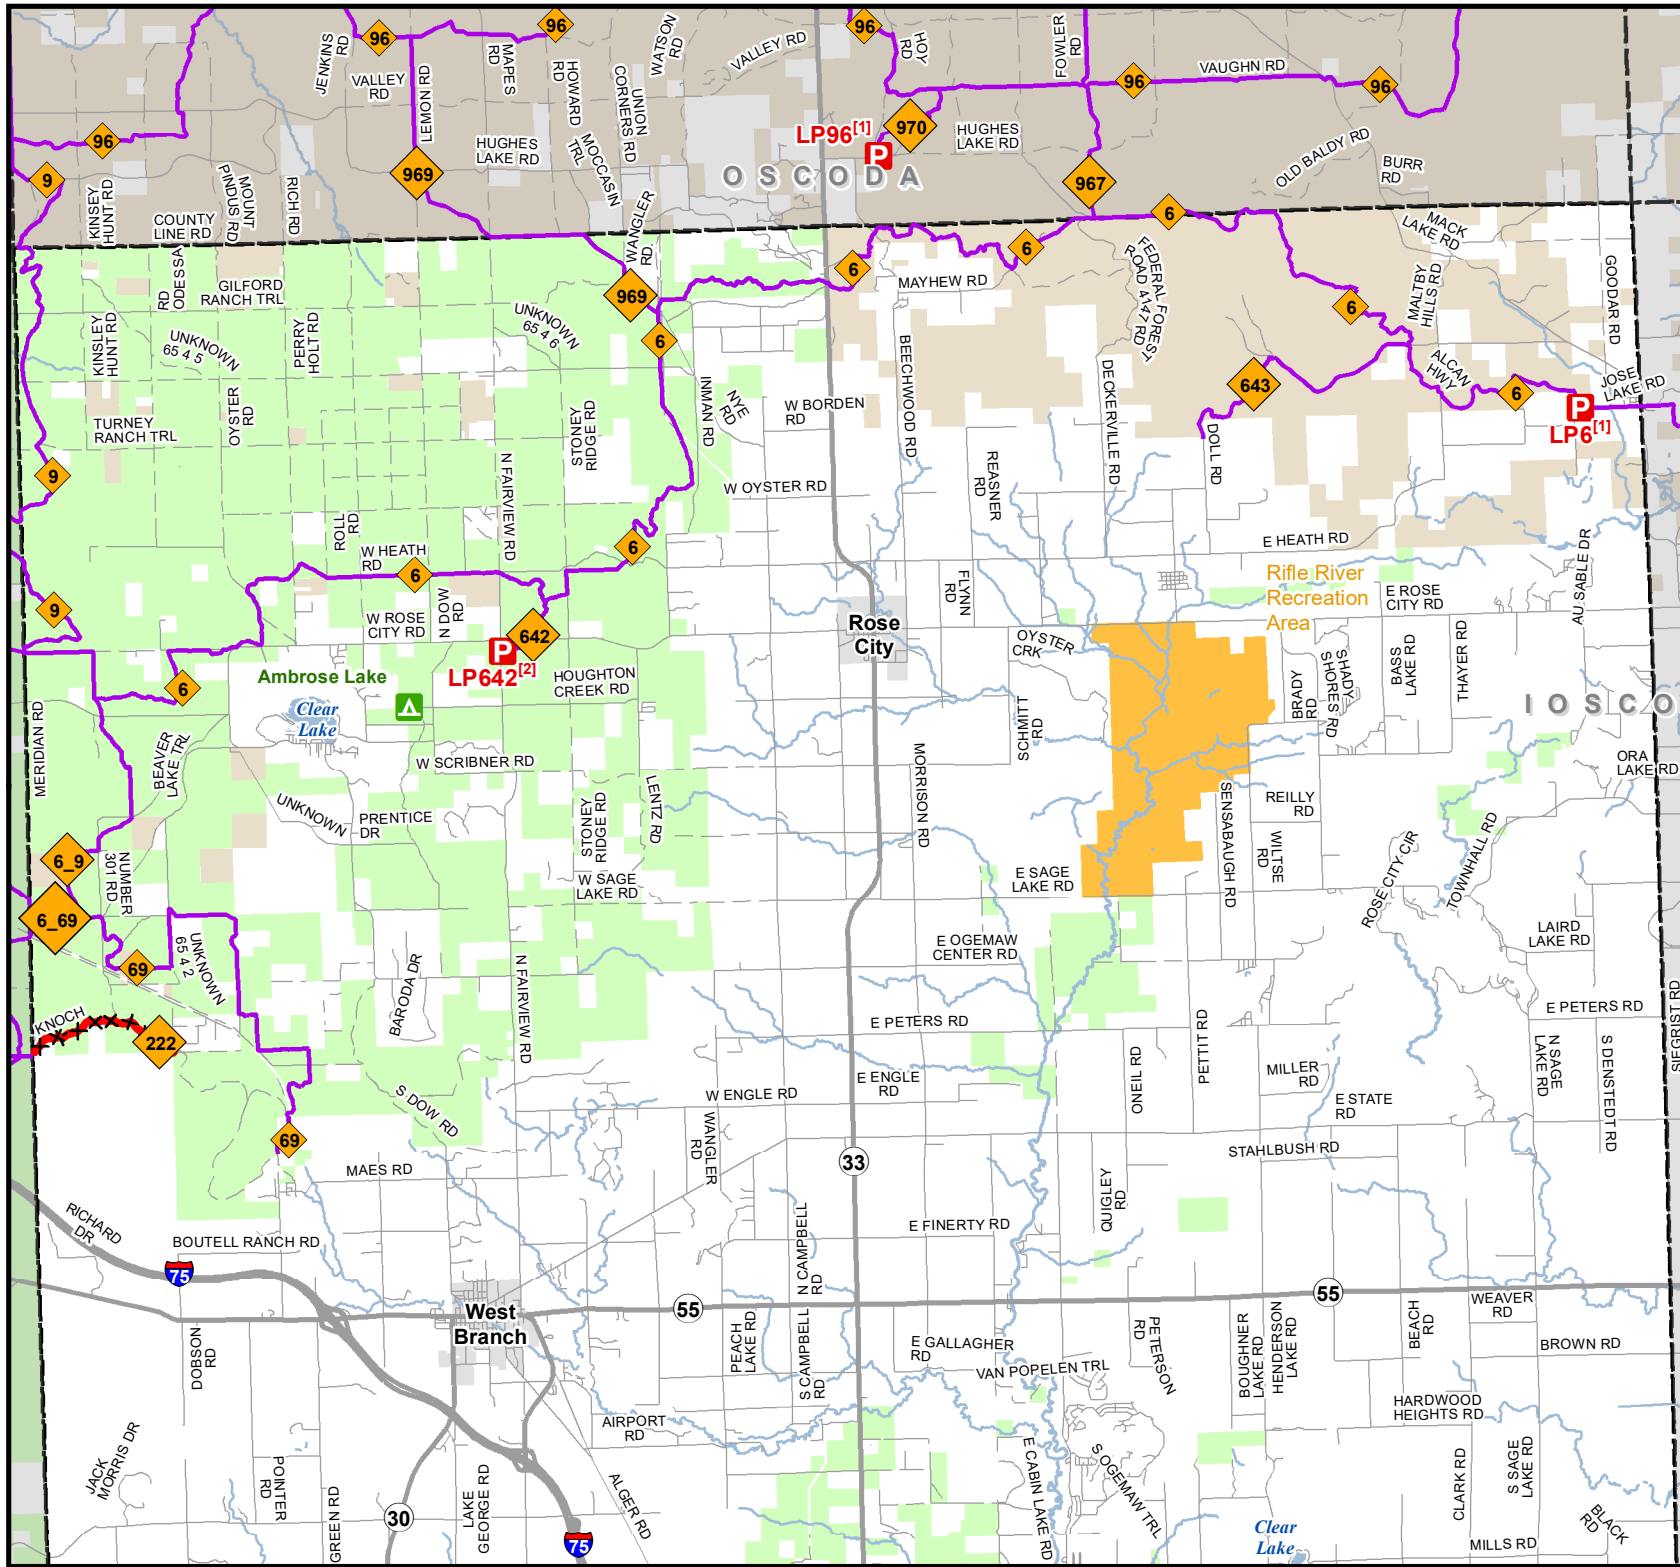 96
96
96
96
96
96
JENKINS
RD
VALLEY
RD
LEMON RD
MAPES
RD
HOWARD
RD
WATSON
RD
UNION
CORNERS RD
VALLEY RD
HOY
RD
FOWLER
RD
VAUGHN RD
HUGHES
LAKE RD
MOCCASIN
TRL
LP96[1]
P
970
HUGHES
LAKE RD
OSCODA
OLD BALDY RD
BURR
RD
9
969
967
6
KINSEY
HUNT RD
COUNTY
LINE RD
MOUNT
PINDUS RD
RICH RD
WANGLER
RD.
MACK
LAKE RD
ODESSA
RD
GILFORD
RANCH TRL
969
6
6
MAYHEW RD
FEDERAL FOREST
ROAD 4147 RD
6
MALTBY
HILLS RD
GOODAR RD
KINSLEY
HUNT RD
UNKNOWN
65 4 5
PERRY
HOLT RD
UNKNOWN
65 4 6
6
BEECHWOOD RD
DECKERVILLE RD
643
ALCAN
HWY
6
JOSE
LAKE RD
P
LP6[1]
TURNEY
RANCH TRL
OYSTER
RD
STONEY
RIDGE RD
INMAN RD
NYE
RD
W BORDEN
RD
DOLL RD
9
N FAIRVIEW RD
W OYSTER RD
REASNER
RD
ROLL
RD
W HEATH
RD
6
6
E HEATH RD
AU SABLE DR
9
W ROSE
CITY RD
N DOW
RD
642
P
LP642[2]
Rose
City
FLYNN
RD
OYSTER
CRK
Rifle River
Recreation
Area
E ROSE
CITY RD
6
Ambrose Lake
Clear
Lake
HOUGHTON
CREEK RD
SCHMITT
RD
BRADY
RD
SHADY
SHORES RD
BASS
LAKE RD
THAYER RD
IOSCO
MERIDIAN RD
BEAVER
LAKE TRL
W SCRIBNER RD
MORRISON RD
ORA
LAKE RD
UNKNOWN
PRENTICE
DR
STONEY
RIDGE RD
LENTZ RD
SENSABAUGH RD
REILLY
RD
WILTSE
RD
ROSE CITY CIR
TOWNHALL RD
6_9
NUMBER
301 RD
W SAGE
LAKE RD
E SAGE
LAKE RD
6_69
69
UNKNOWN
65 4 2
E OGEMAW
CENTER RD
LAIRD
LAKE RD
KNOCH
222
BARODA DR
N FAIRVIEW RD
E PETERS RD
E PETERS RD
SIEGRIST RD
S DOW RD
W ENGLE RD
E ENGLE
RD
ONEIL RD
PETTIT RD
MILLER
RD
E STATE
RD
N SAGE
LAKE RD
S DENSTEDT RD
69
MAES RD
WANGLER
RD
33
STAHLBUSH RD
RICHARD
DR
BOUTELL RANCH RD
75
N CAMPBELL
RD
E FINERTY RD
QUIGLEY
RD
West
Branch
55
55
WEAVER
RD
DOBSON
RD
PEACH
LAKE RD
S CAMPBELL
RD
E GALLAGHER
RD
VAN POPELEN TRL
PETERSON
RD
BOUGHNER
LAKE RD
HENDERSON
LAKE RD
BEACH
RD
BROWN RD
AIRPORT
RD
HARDWOOD
HEIGHTS RD
JACK
MORRIS DR
POINTER
RD
GREEN RD
30
LAKE
GEORGE RD
75
ALGER RD
E CABIN LAKE RD
S OGEMAW TRL
Clear
Lake
CLARK RD
S SAGE
LAKE RD
BLACK
RD
MILLS RD